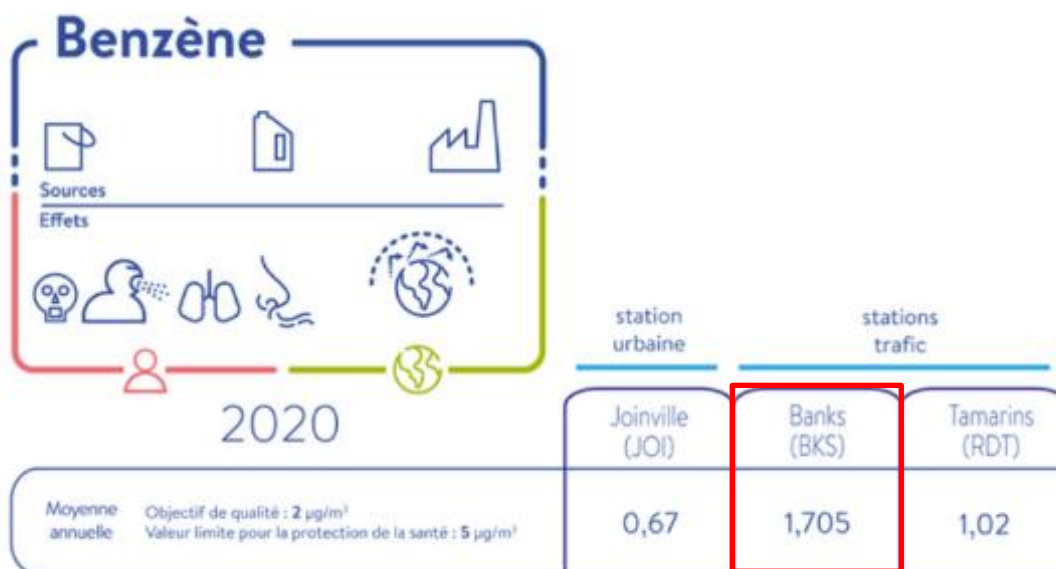 Benzène
Sources
Effets
station
urbaine
stations
trafic
2020
Joinville
(JOI)
Banks
(BKS)
Tamarins
(RDT)
Moyenne
annuelle
Objectif de qualité : 2 µg/m³
Valeur limite pour la protection de la santé : 5 µg/m³
0,67
1,705
1,02